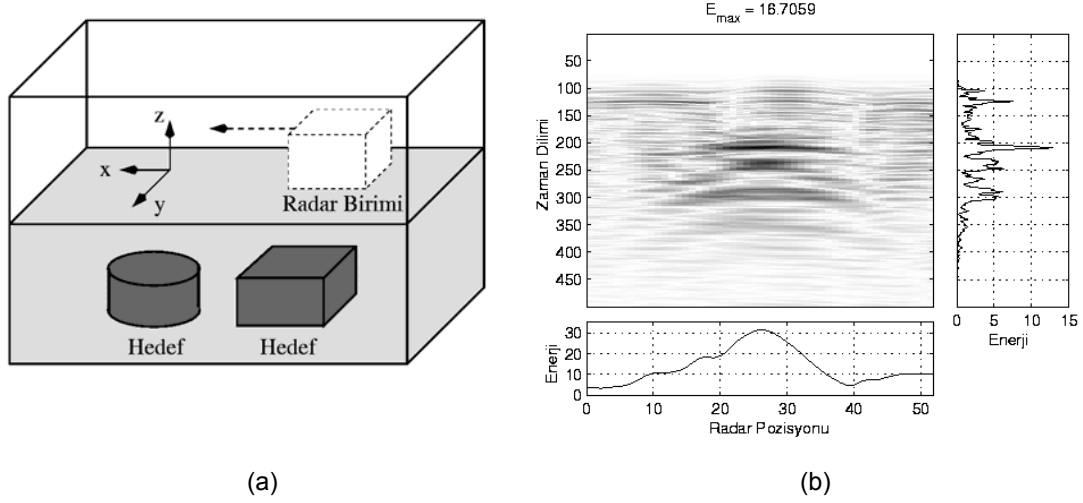 z
x
y
Radar Birimi
Hedef
Hedef
(a)
E_max = 16.7059
50
100
150
200
250
300
350
400
450
Zaman Dilimi
0 5 10 15
Enerji
30
20
10
0
Enerji
0 10 20 30 40 50
Radar Pozisyonu
(b)